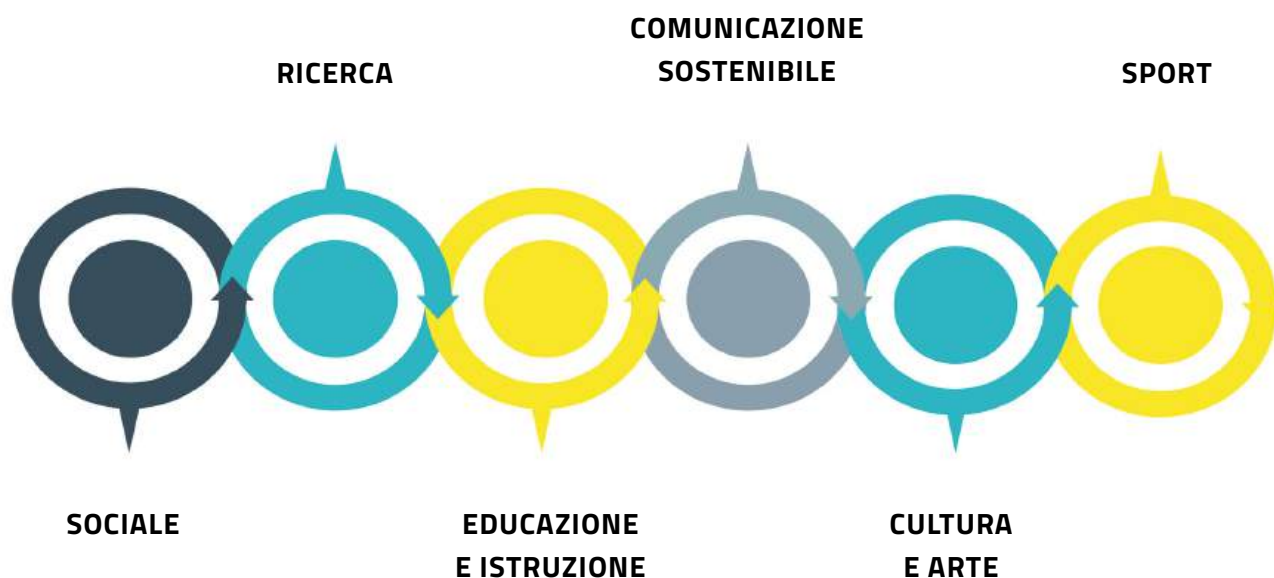 COMUNICAZIONE
SOSTENIBILE
RICERCA
SPORT
SOCIALE
EDUCAZIONE
E ISTRUZIONE
CULTURA
E ARTE